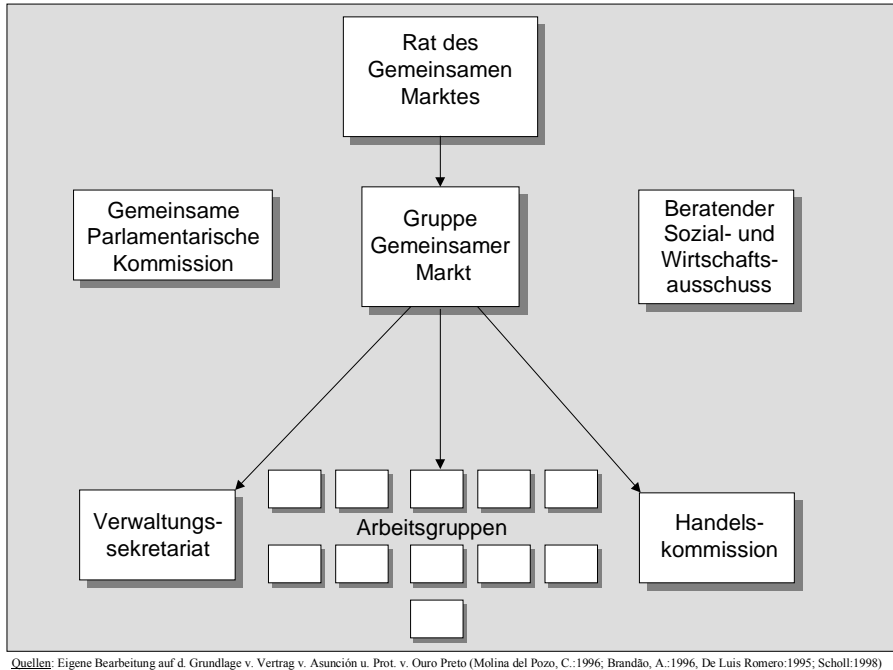 Rat des
Gemeinsamen
Marktes
Gemeinsame
Parlamentarische
Kommission
Gruppe
Gemeinsamer
Markt
Beratender
Sozial- und
Wirtschafts-
ausschuss
Verwaltungs-
sekretariat
Arbeitsgruppen
Handels-
kommission
Quellen: Eigene Bearbeitung auf d. Grundlage v. Vertrag v. Asunción u. Prot. v. Ouro Preto (Molina del Pozo, C.:1996; Brandão, A.:1996, De Luis Romero:1995; Scholl:1998)